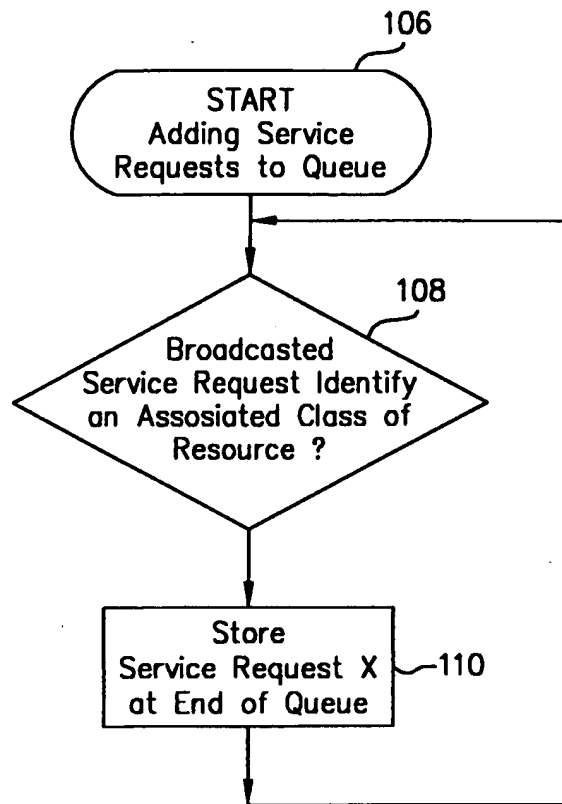 106
START
Adding Service
Requests to Queue
108
Broadcasted
Service Request Identify
an Assosiated Class of
Resource ?
Store
Service Request X
at End of Queue
110